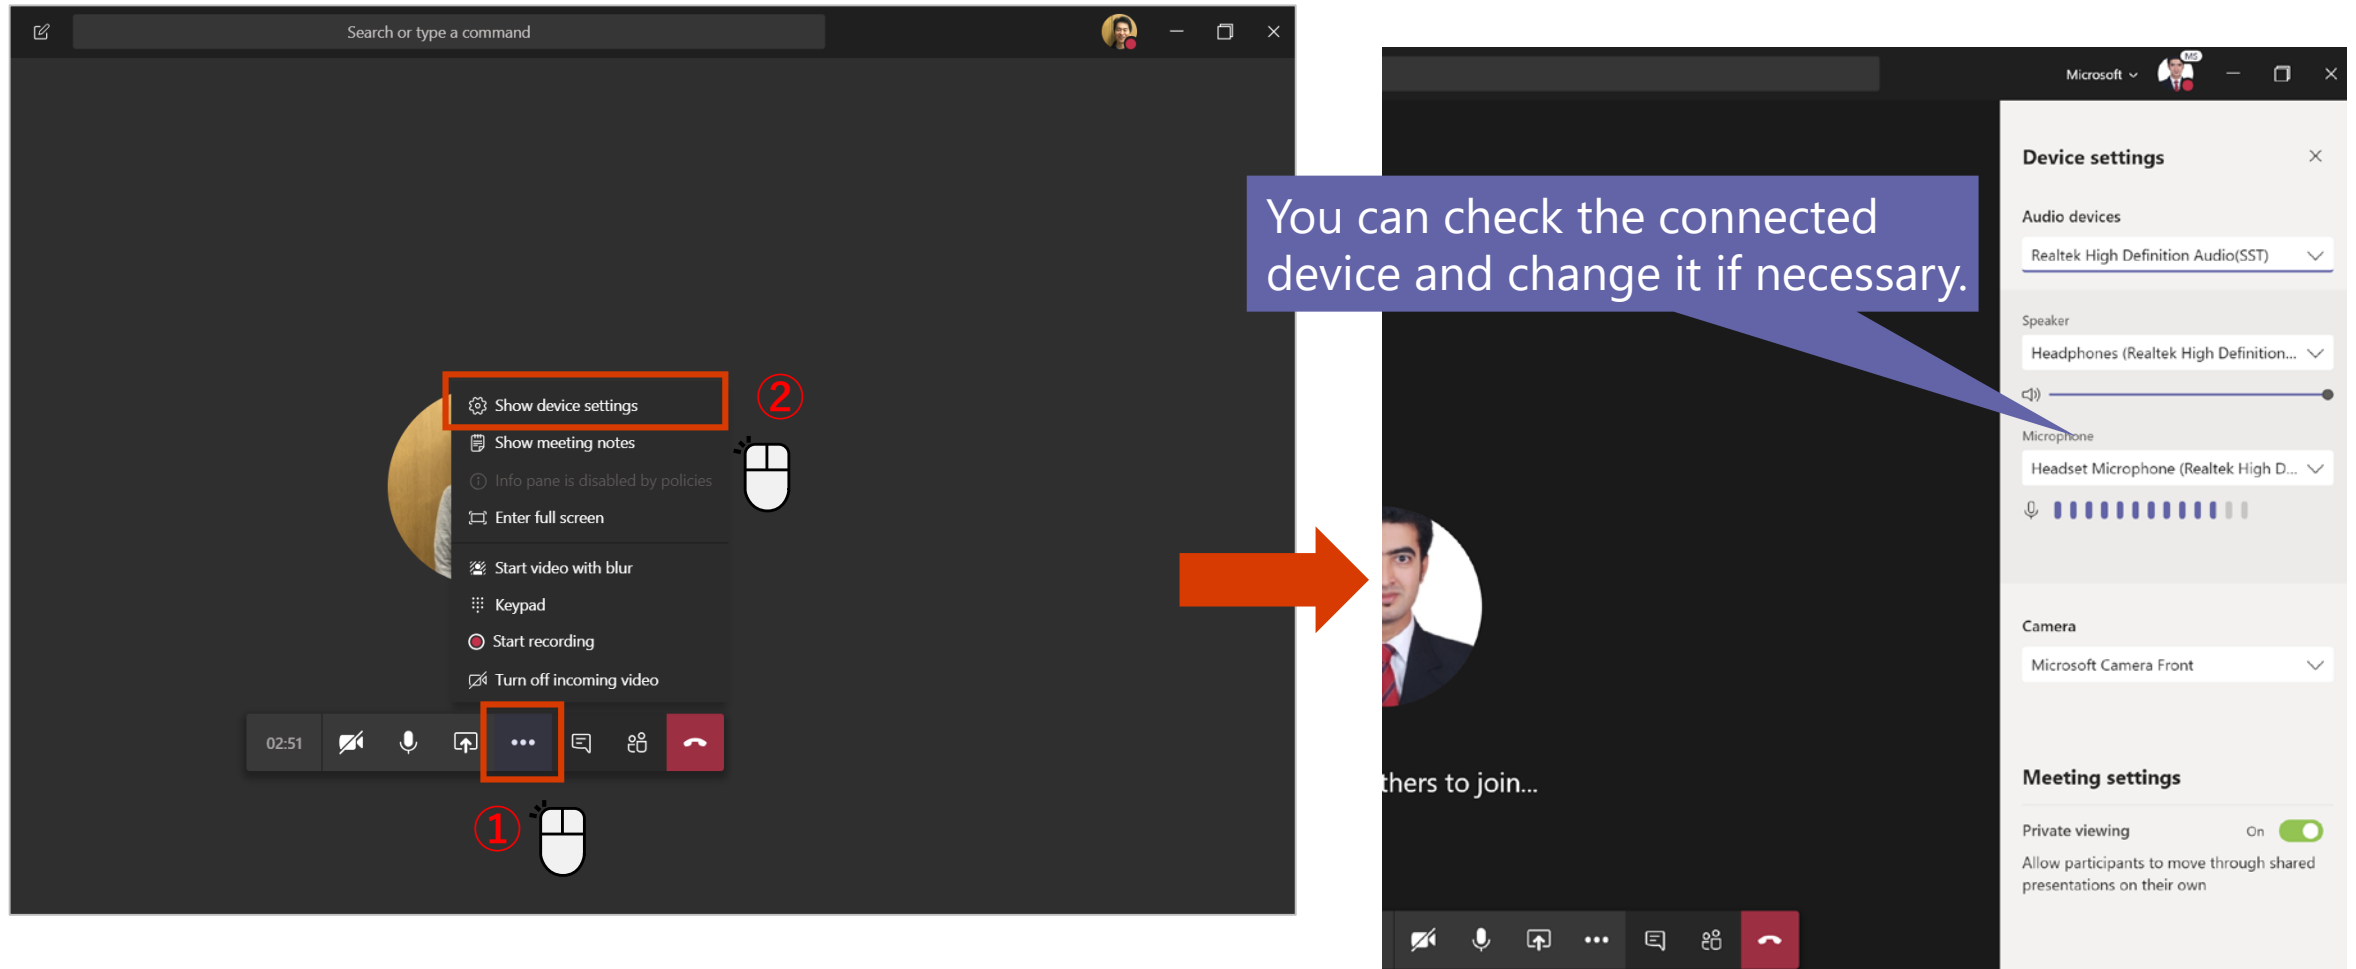 Search or type a command
②
Show device settings
Show meeting notes
Info pane is disabled by policies
Enter full screen
Start video with blur
Keypad
Start recording
Turn off incoming video
02:51
①
You can check the connected
device and change it if necessary.
Microsoft
MS
thers to join...
Device settings
Audio devices
Realtek High Definition Audio(SST)
Speaker
Headphones (Realtek High Definition...
Microphone
Headset Microphone (Realtek High D...
Camera
Microsoft Camera Front
Meeting settings
Private viewing On
Allow participants to move through shared
presentations on their own